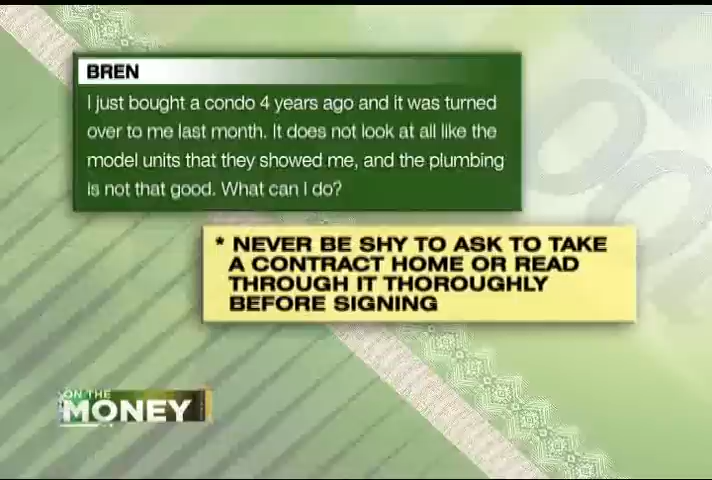 BREN
I just bought a condo 4 years ago and it was turned
over to me last month. It does not look at all like the
model units that they showed me, and the plumbing
is not that good. What can I do?
* NEVER BE SHY TO ASK TO TAKE
A CONTRACT HOME OR READ
THROUGH IT THOROUGHLY
BEFORE SIGNING
ON THE
MONEY